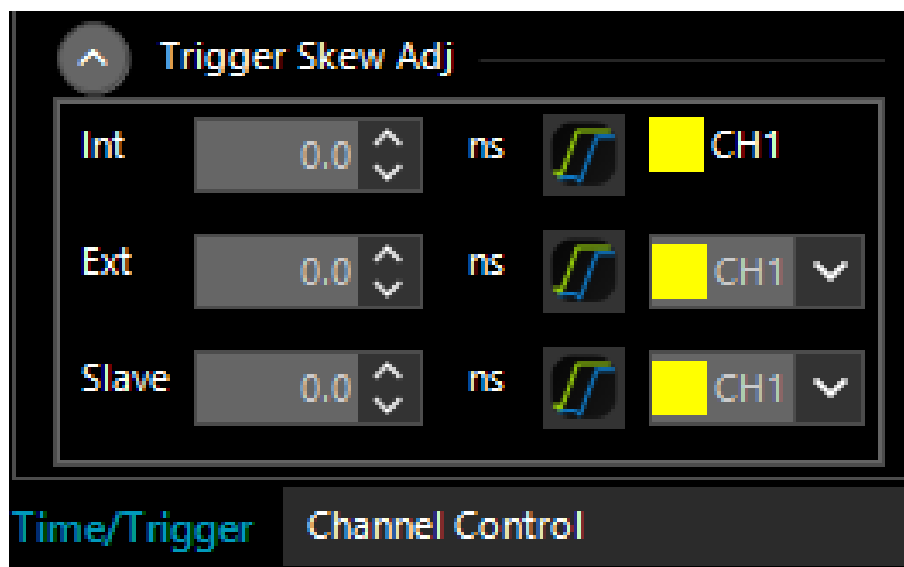 Trigger Skew Adj
Int 0.0 ns CH1
Ext 0.0 ns CH1
Slave 0.0 ns CH1
Time/Trigger Channel Control